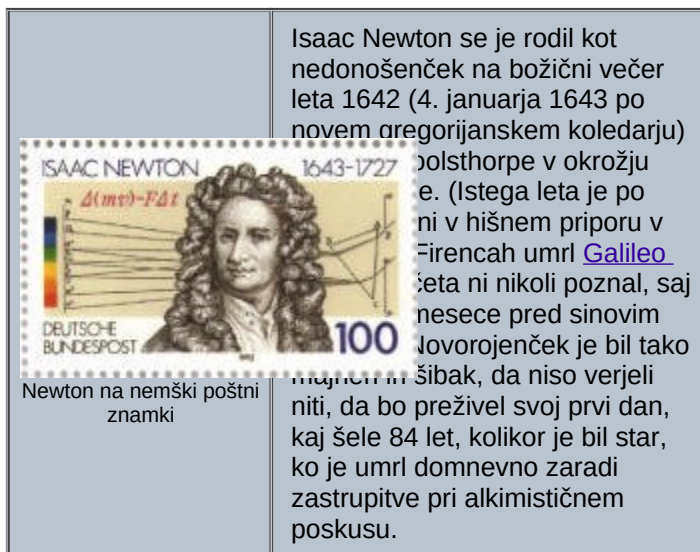 ISAAC NEWTON 1643-1727
Δ(mv)=FΔt
DEUTSCHE
BUNDESPOST
100
Newton na nemški poštni
znamki
Isaac Newton se je rodil kot
nedonošenček na božični večer
leta 1642 (4. januarja 1643 po
novem gregorijanskem koledarju)
v okrožju
(Istega leta je po
v hišnem priporu v
Firencah umrl Galileo
ni nikoli poznal, saj
mesece pred sinovim
Novorojenček je bil tako
šibak, da niso verjeli
niti, da bo preživel svoj prvi dan,
kaj šele 84 let, kolikor je bil star,
ko je umrl domnevno zaradi
zastrupitve pri alkimističnem
poskusu.